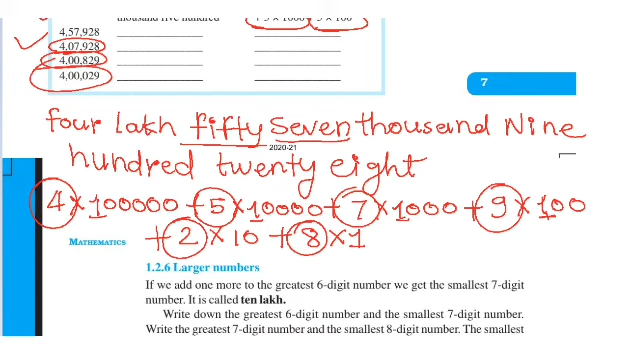 thousand five hundred
+ 5 × 1000 + 5 × 100
4,57,928
4,07,928
4,00,829
4,00,029
7
four Lakh fifty seven thousand Nine
2020-21
hundred twenty eight
4 × 100000 + 5 × 10000 + 7 × 1000 + 9 × 100
+ 2 × 10 + 8 × 1
MATHEMATICS
1.2.6 Larger numbers
If we add one more to the greatest 6-digit number we get the smallest 7-digit
number. It is called ten lakh.
Write down the greatest 6-digit number and the smallest 7-digit number.
Write the greatest 7-digit number and the smallest 8-digit number. The smallest